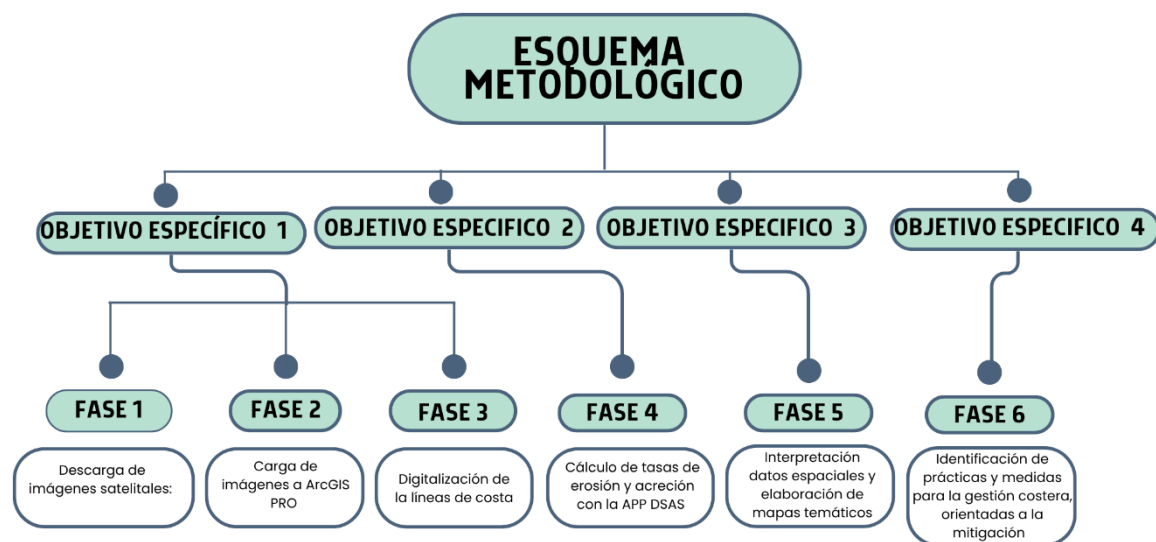 ESQUEMA
METODOLÓGICO
OBJETIVO ESPECÍFICO 1
OBJETIVO ESPECIFICO 2
OBJETIVO ESPECIFICO 3
OBJETIVO ESPECIFICO 4
FASE 1
FASE 2
FASE 3
FASE 4
FASE 5
FASE 6
Descarga de
imágenes satelitales:
Carga de
imágenes a ArcGIS
PRO
Digitalización de
la líneas de costa
Cálculo de tasas de
erosión y acreción
con la APP DSAS
Interpretación
datos espaciales y
elaboración de
mapas temáticos
Identificación de
prácticas y medidas
para la gestión costera,
orientadas a la
mitigación